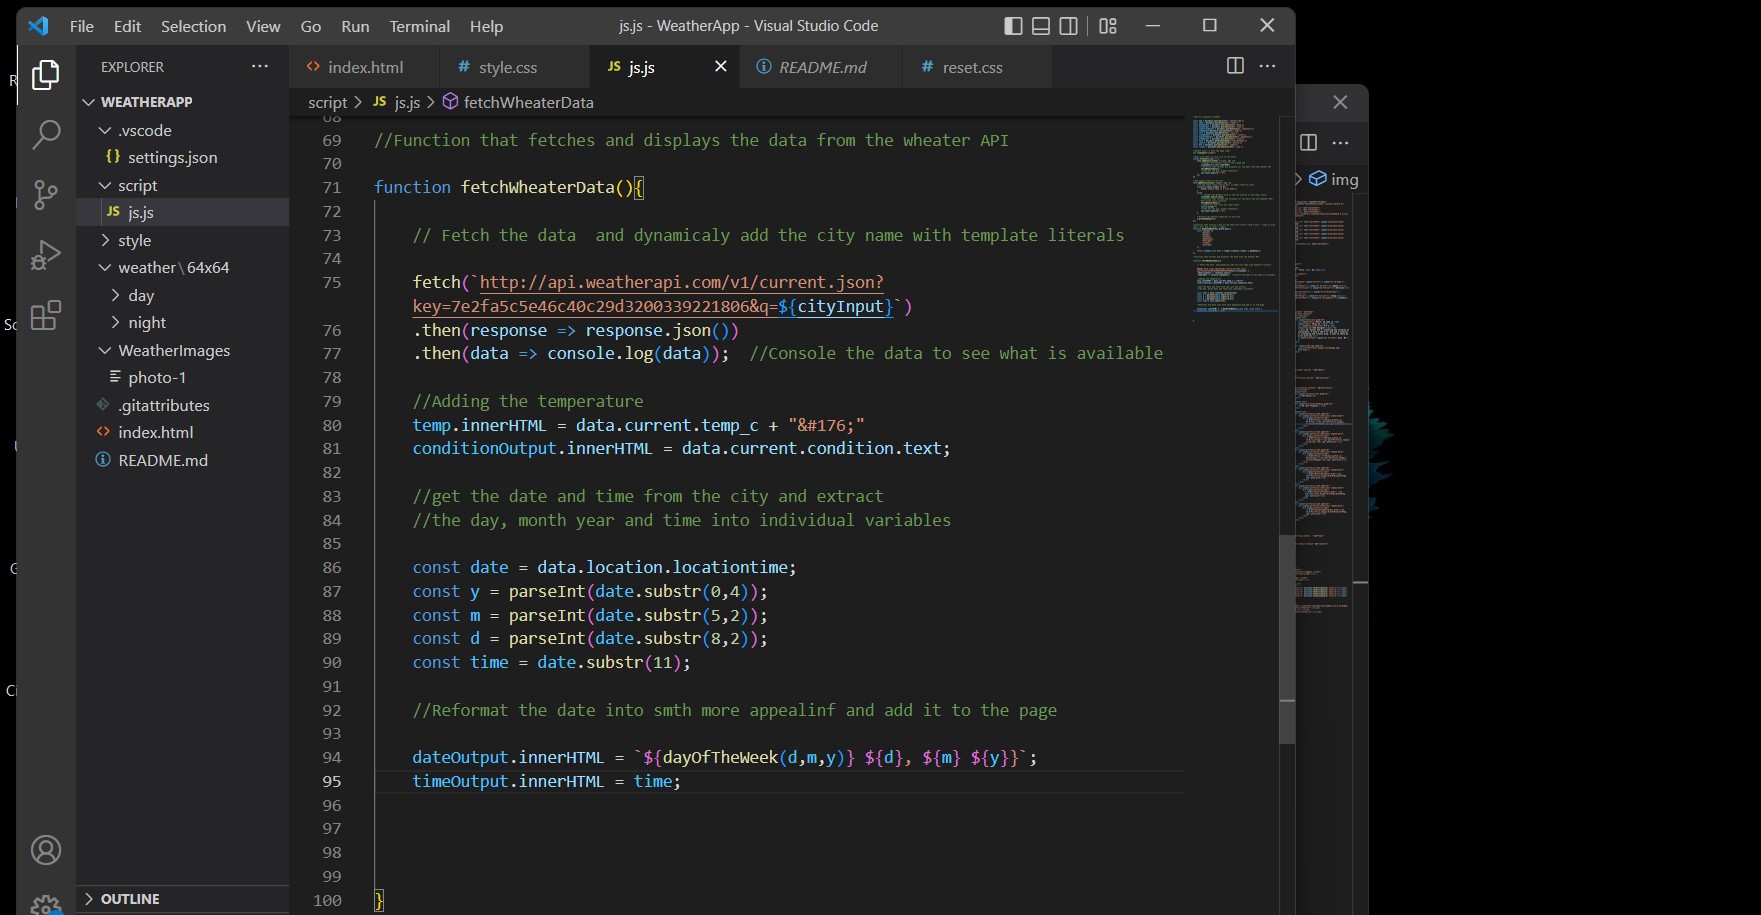 File Edit Selection View Go Run Terminal Help
js.js - WeatherApp - Visual Studio Code
EXPLORER
WEATHERAPP
.vscode
{} settings.json
script
JS js.js
style
weather\64x64
day
night
WeatherImages
photo-1
.gitattributes
<> index.html
README.md
OUTLINE
<> index.html
# style.css
JS js.js
README.md
# reset.css
script > JS js.js > fetchWheaterData
68
69 //Function that fetches and displays the data from the wheater API
70
71 function fetchWheaterData(){
72
73 // Fetch the data  and dynamicaly add the city name with template literals
74
75 fetch(`http://api.weatherapi.com/v1/current.json?
key=7e2fa5c5e46c40c29d3200339221806&q=${cityInput}`)
76 .then(response => response.json())
77 .then(data => console.log(data));  //Console the data to see what is available
78
79 //Adding the temperature
80 temp.innerHTML = data.current.temp_c + "&#176;"
81 conditionOutput.innerHTML = data.current.condition.text;
82
83 //get the date and time from the city and extract
84 //the day, month year and time into individual variables
85
86 const date = data.location.locationtime;
87 const y = parseInt(date.substr(0,4));
88 const m = parseInt(date.substr(5,2));
89 const d = parseInt(date.substr(8,2));
90 const time = date.substr(11);
91
92 //Reformat the date into smth more appealinf and add it to the page
93
94 dateOutput.innerHTML = `${dayOfTheWeek(d,m,y)} ${d}, ${m} ${y}}`;
95 timeOutput.innerHTML = time;
96
97
98
99
100 }
img